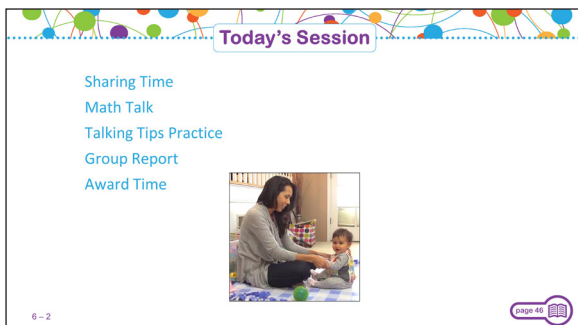 Today's Session
Sharing Time
Math Talk
Talking Tips Practice
Group Report
Award Time
6 – 2
page 46